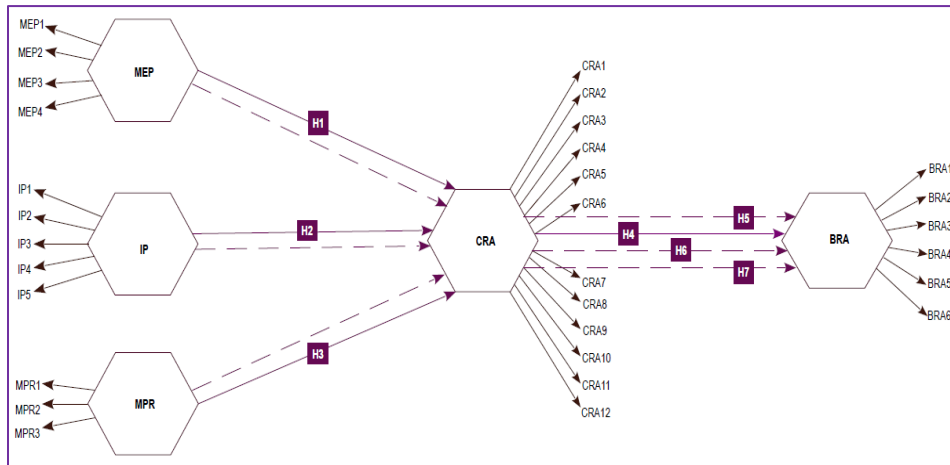 MEP1
MEP2
MEP3
MEP4
MEP
H1
IP1
IP2
IP3
IP4
IP5
IP
H2
MPR1
MPR2
MPR3
MPR
H3
CRA
CRA1
CRA2
CRA3
CRA4
CRA5
CRA6
CRA7
CRA8
CRA9
CRA10
CRA11
CRA12
H5
H4
H6
H7
BRA
BRA1
BRA2
BRA3
BRA4
BRA5
BRA6